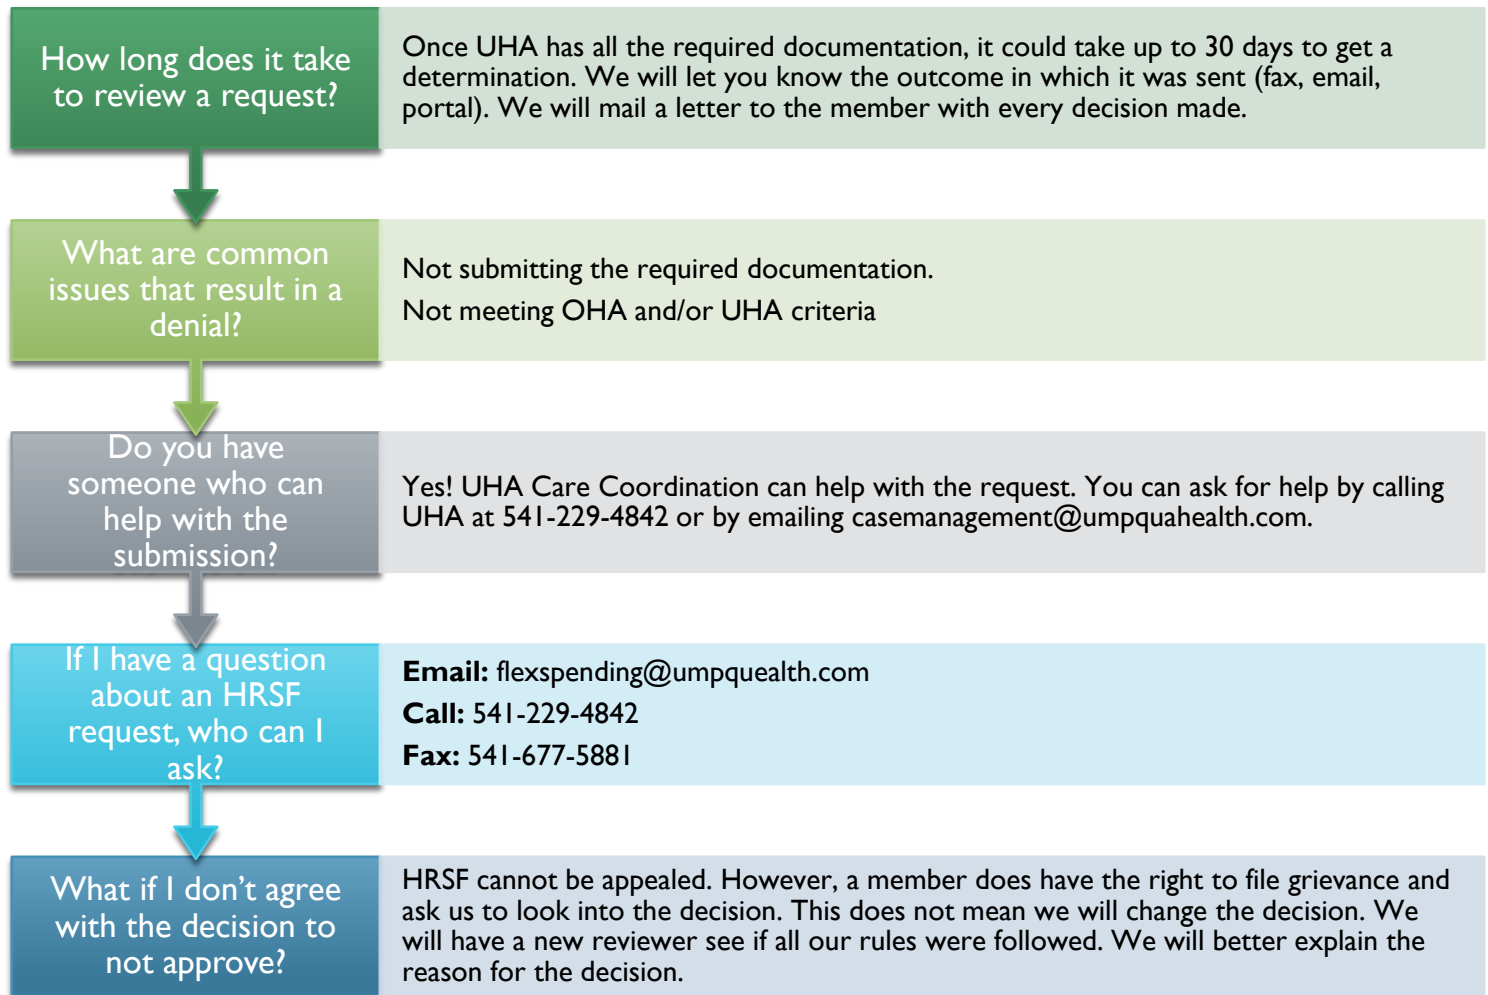 How long does it take
to review a request?
Once UHA has all the required documentation, it could take up to 30 days to get a
determination. We will let you know the outcome in which it was sent (fax, email,
portal). We will mail a letter to the member with every decision made.
What are common
issues that result in a
denial?
Not submitting the required documentation.
Not meeting OHA and/or UHA criteria
Do you have
someone who can
help with the
submission?
Yes! UHA Care Coordination can help with the request. You can ask for help by calling
UHA at 541-229-4842 or by emailing casemanagement@umpquahealth.com.
If I have a question
about an HRSF
request, who can I
ask?
Email: flexspending@umpquealth.com
Call: 541-229-4842
Fax: 541-677-5881
What if I don’t agree
with the decision to
not approve?
HRSF cannot be appealed. However, a member does have the right to file grievance and
ask us to look into the decision. This does not mean we will change the decision. We
will have a new reviewer see if all our rules were followed. We will better explain the
reason for the decision.